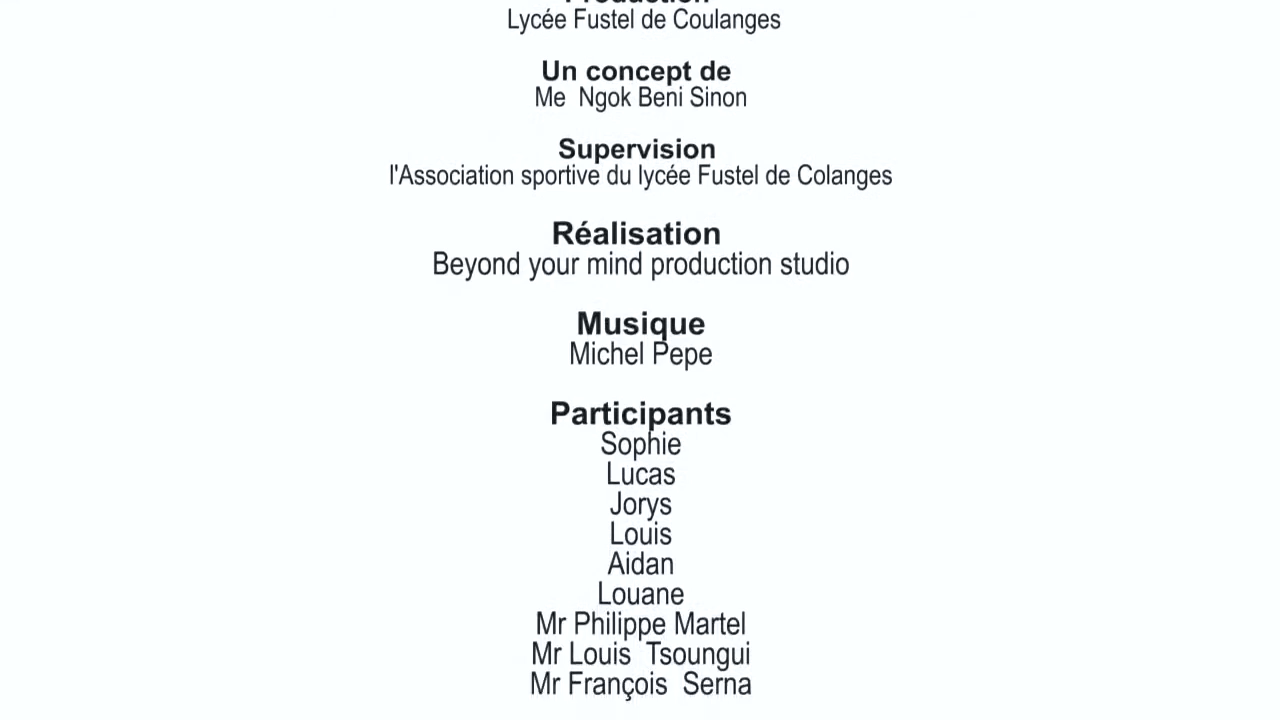 Production
Lycée Fustel de Coulanges
Un concept de
Me Ngok Beni Sinon
Supervision
l'Association sportive du lycée Fustel de Colanges
Réalisation
Beyond your mind production studio
Musique
Michel Pepe
Participants
Sophie
Lucas
Jorys
Louis
Aidan
Louane
Mr Philippe Martel
Mr Louis Tsoungui
Mr François Serna